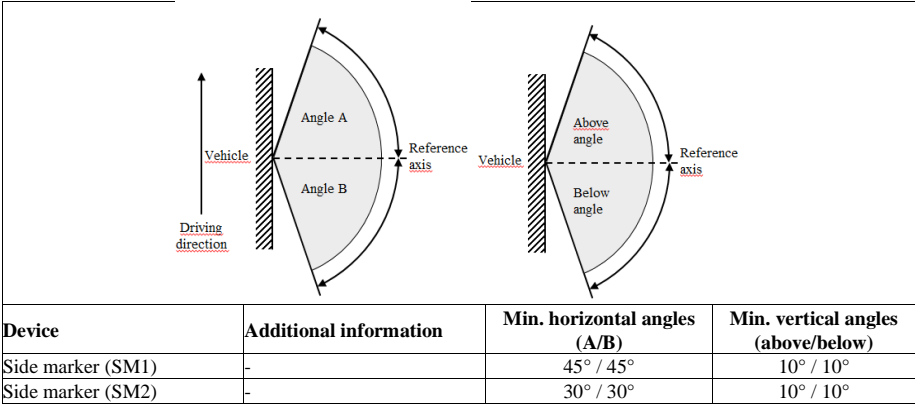 Angle A
Vehicle
Reference
axis
Angle B
Driving
direction
Above
angle
Vehicle
Reference
axis
Below
angle
Device Additional information Min. horizontal angles (A/B) Min. vertical angles (above/below)
Side marker (SM1) - 45° / 45° 10° / 10°
Side marker (SM2) - 30° / 30° 10° / 10°